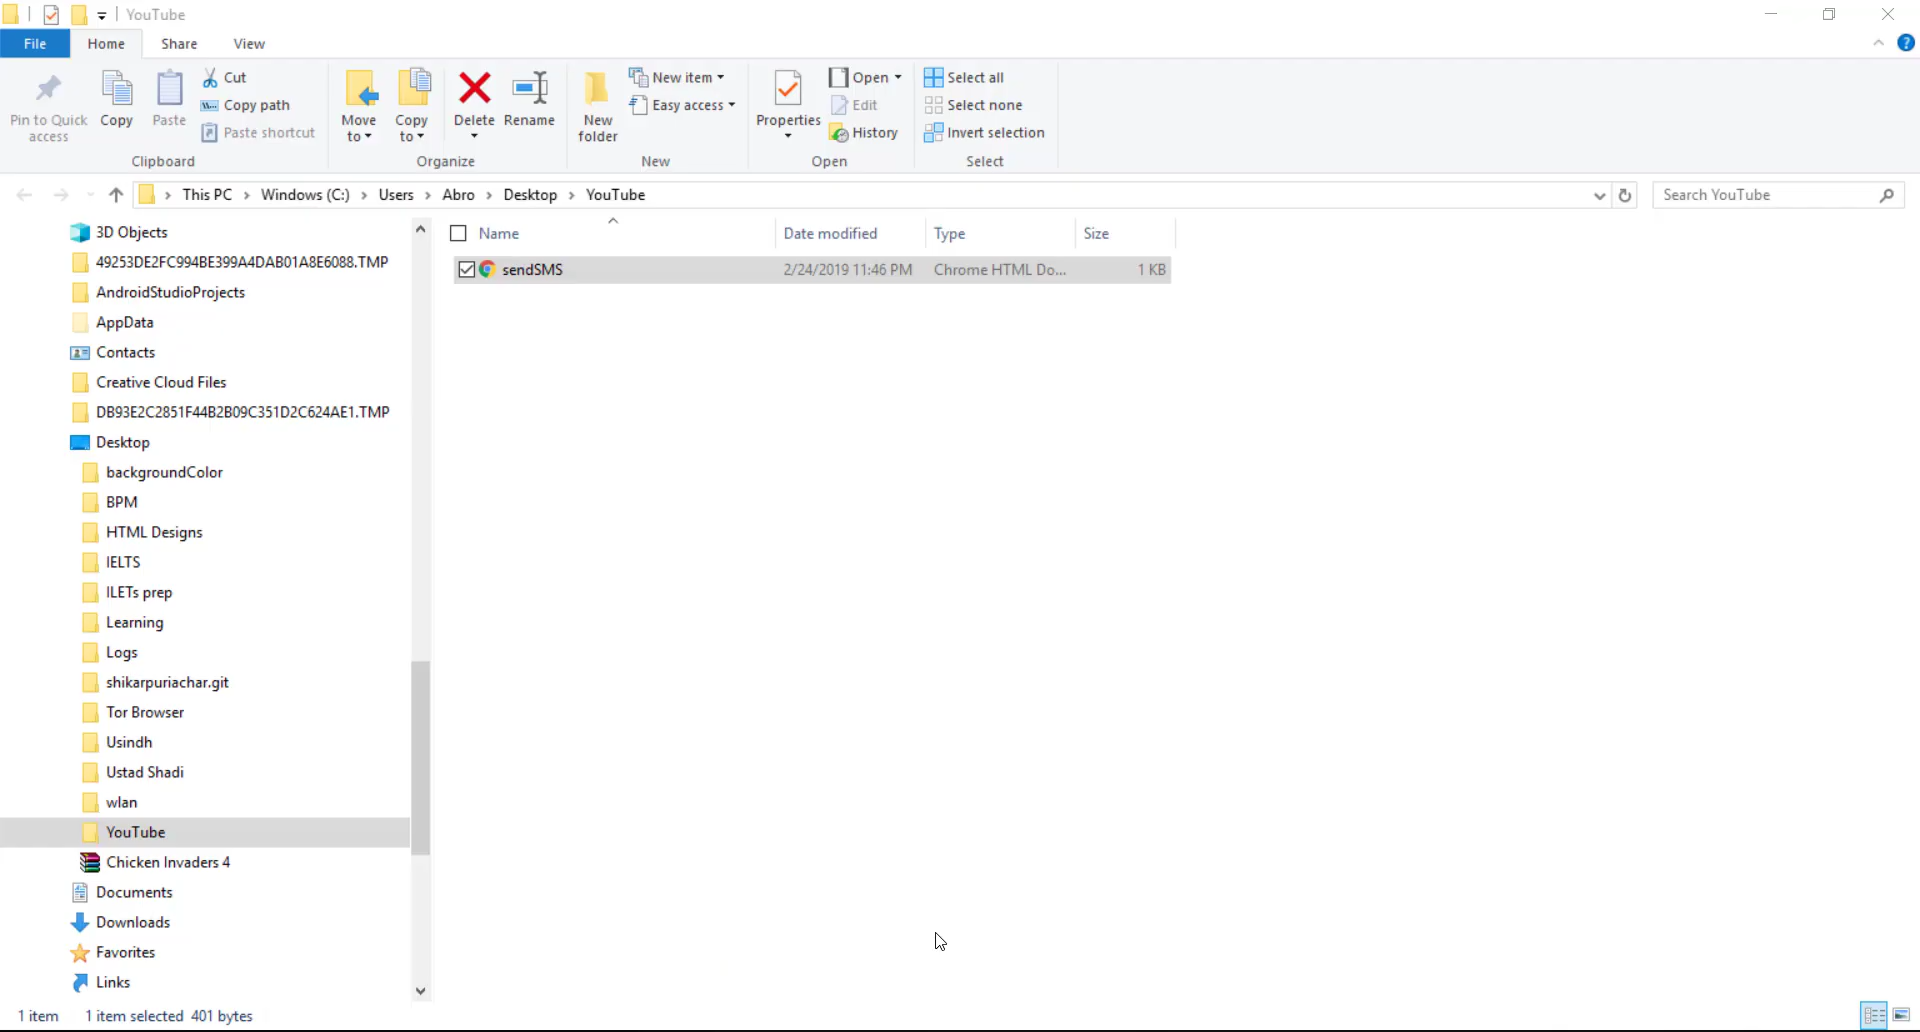 YouTube
File Home Share View
Pin to Quick access
Copy
Paste
Cut
Copy path
Paste shortcut
Clipboard
Move to
Copy to
Delete
Rename
Organize
New folder
New item
Easy access
New
Properties
Open
Edit
History
Open
Select all
Select none
Invert selection
Select
This PC > Windows (C:) > Users > Abro > Desktop > YouTube
Search YouTube
3D Objects
49253DE2FC994BE399A4DAB01A8E6088.TMP
AndroidStudioProjects
AppData
Contacts
Creative Cloud Files
DB93E2C2851F44B2B09C351D2C624AE1.TMP
Desktop
backgroundColor
BPM
HTML Designs
IELTS
ILETs prep
Learning
Logs
shikarpuriachar.git
Tor Browser
Usindh
Ustad Shadi
wlan
YouTube
Chicken Invaders 4
Documents
Downloads
Favorites
Links
Name Date modified Type Size
sendSMS 2/24/2019 11:46 PM Chrome HTML Do... 1 KB
1 item 1 item selected 401 bytes